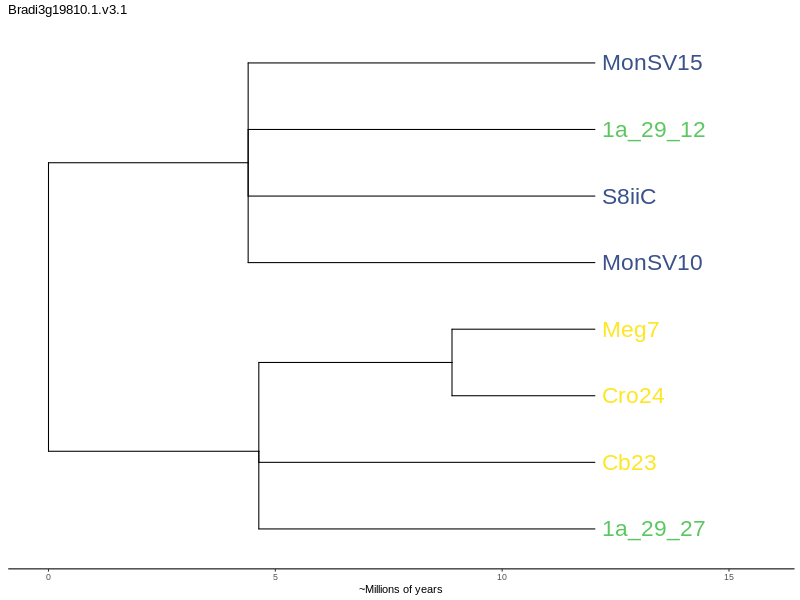 Bradi3g19810.1.v3.1
MonSV15
1a_29_12
S8iiC
MonSV10
Meg7
Cro24
Cb23
1a_29_27
0 5 10 15
~Millions of years